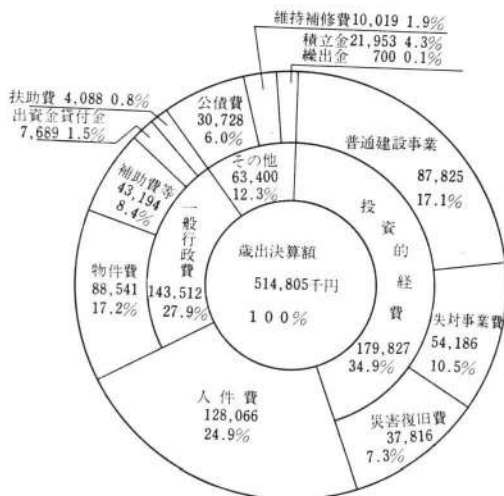 維持補修費10,019 1.9%
積立金21,953 4.3%
繰出金 700 0.1%
扶助費 4,088 0.8%
出資金貸付金
7,689 1.5%
公債費
30,728
6.0%
普通建設事業
87,825
17.1%
補助費等
43,194
8.4%
その他
63,400
12.3%
一般行政費
143,512
27.9%
投資的経費
179,827
34.9%
歳出決算額
514,805千円
100%
物件費
88,541
17.2%
失対事業費
54,186
10.5%
人件費
128,066
24.9%
災害復旧費
37,816
7.3%